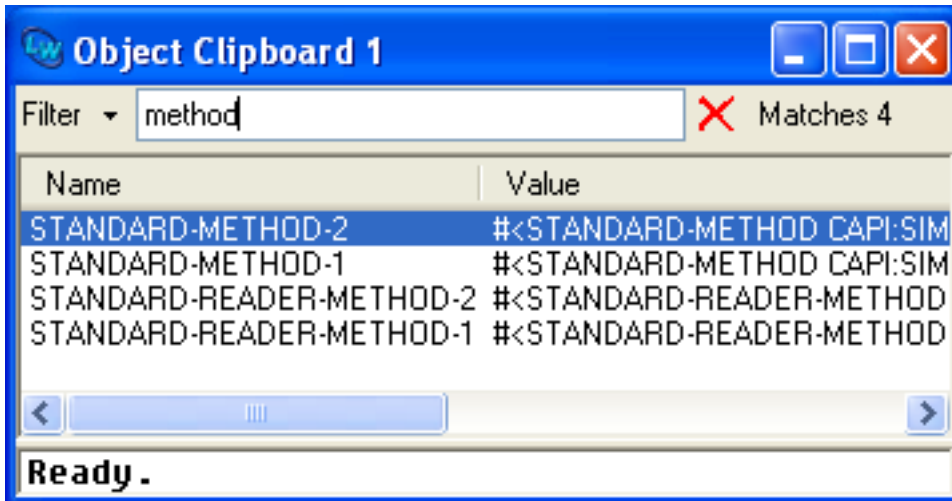 LW Object Clipboard 1
Filter method Matches 4
Name Value
STANDARD-METHOD-2 #<STANDARD-METHOD CAPI:SIM
STANDARD-METHOD-1 #<STANDARD-METHOD CAPI:SIM
STANDARD-READER-METHOD-2 #<STANDARD-READER-METHOD
STANDARD-READER-METHOD-1 #<STANDARD-READER-METHOD
Ready.